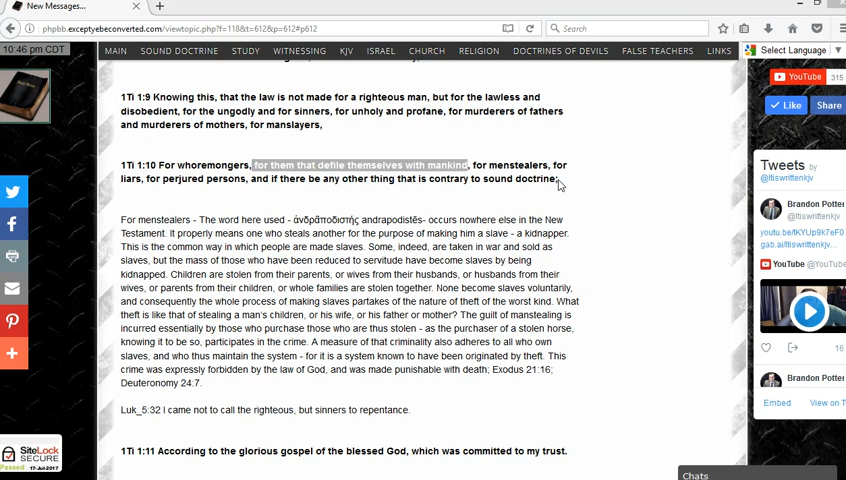 New Messages...
phpbb.exceptyebeconverted.com/viewtopic.php?f=118&t=612&p=612#p612
Search
10:46 pm CDT
MAIN SOUND DOCTRINE STUDY WITNESSING KJV ISRAEL CHURCH RELIGION DOCTRINES OF DEVILS FALSE TEACHERS LINKS
Select Language
1Ti 1:9 Knowing this, that the law is not made for a righteous man, but for the lawless and
disobedient, for the ungodly and for sinners, for unholy and profane, for murderers of fathers
and murderers of mothers, for manslayers,
1Ti 1:10 For whoremongers, for them that defile themselves with mankind, for menstealers, for
liars, for perjured persons, and if there be any other thing that is contrary to sound doctrine;
For menstealers - The word here used - ἀνδρᾶποδιστής andrapodistēs- occurs nowhere else in the New
Testament. It properly means one who steals another for the purpose of making him a slave - a kidnapper.
This is the common way in which people are made slaves. Some, indeed, are taken in war and sold as
slaves, but the mass of those who have been reduced to servitude have become slaves by being
kidnapped. Children are stolen from their parents, or wives from their husbands, or husbands from their
wives, or parents from their children, or whole families are stolen together. None become slaves voluntarily,
and consequently the whole process of making slaves partakes of the nature of theft of the worst kind. What
theft is like that of stealing a man's children, or his wife, or his father or mother? The guilt of manstealing is
incurred essentially by those who purchase those who are thus stolen - as the purchaser of a stolen horse,
knowing it to be so, participates in the crime. A measure of that criminality also adheres to all who own
slaves, and who thus maintain the system - for it is a system known to have been originated by theft. This
crime was expressly forbidden by the law of God, and was made punishable with death; Exodus 21:16;
Deuteronomy 24:7.
Luk_5:32 I came not to call the righteous, but sinners to repentance.
1Ti 1:11 According to the glorious gospel of the blessed God, which was committed to my trust.
YouTube 315
Like Share
Tweets by
@Itiswrittenkjv
Brandon Potter
@Itiswrittenkjv
youtu.be/tKYUp9k7eF0
gab.ai/Itiswrittenkjv
YouTube @YouTube
16
Brandon Potter
Embed View on T
SiteLock
SECURE
Passed 17-Jul-2017
Chats